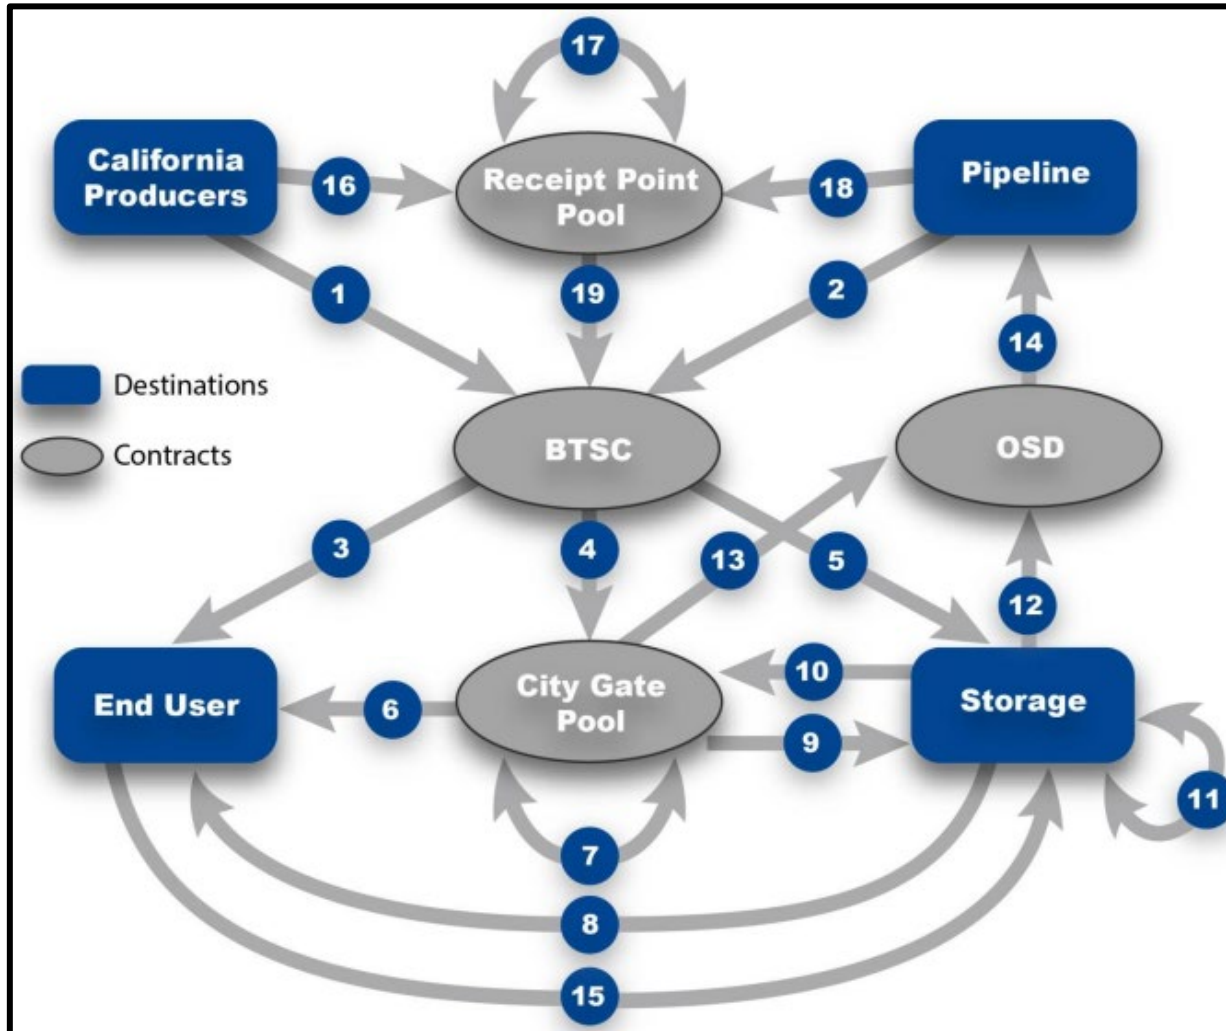 17
California
Producers
16
Receipt Point
Pool
18
Pipeline
1
19
2
14
Destinations
Contracts
BTSC
OSD
3
4
13
5
12
End User
6
City Gate
Pool
10
9
Storage
11
7
8
15